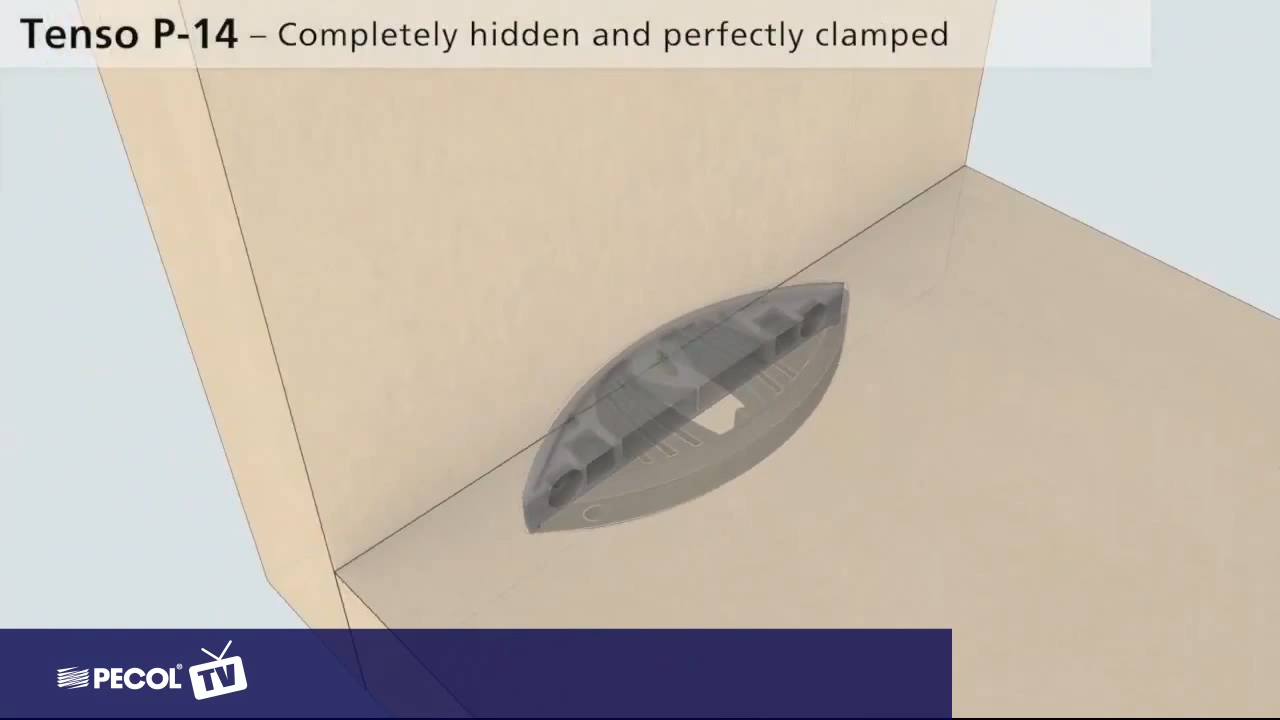 Tenso P-14 – Completely hidden and perfectly clamped
PECOL® TV